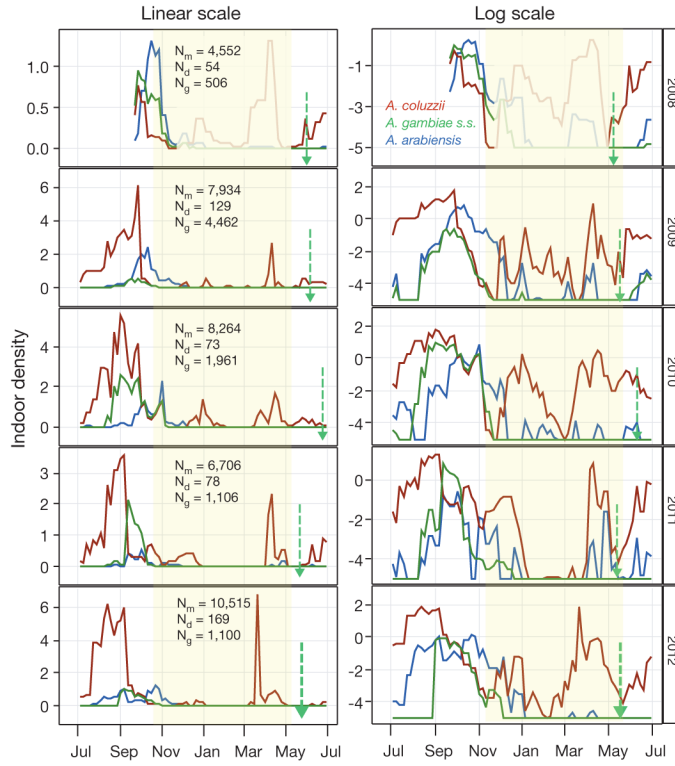 Linear scale
Log scale
Indoor density
1.0
0.5
0.0
Nm = 4,552
Nd = 54
Ng = 506
-1
-3
-5
A. coluzzii
A. gambiae s.s.
A. arabiensis
2008
6
4
2
0
Nm = 7,934
Nd = 129
Ng = 4,462
2
0
-2
-4
2009
4
2
0
Nm = 8,264
Nd = 73
Ng = 1,961
2
0
-2
-4
2010
3
2
1
0
Nm = 6,706
Nd = 78
Ng = 1,106
0
-2
-4
2011
6
4
2
0
Nm = 10,515
Nd = 169
Ng = 1,100
2
0
-2
-4
2012
Jul Sep Nov Jan Mar May Jul
Jul Sep Nov Jan Mar May Jul